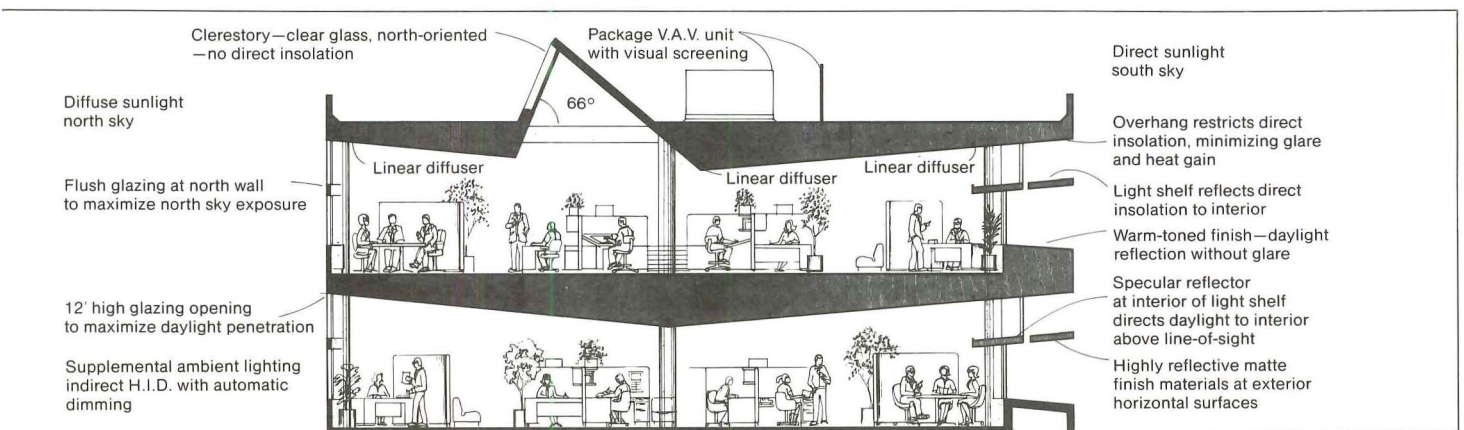 Clerestory—clear glass, north-oriented
—no direct insolation
Package V.A.V. unit
with visual screening
Direct sunlight
south sky
Diffuse sunlight
north sky
66°
Overhang restricts direct
insolation, minimizing glare
and heat gain
Linear diffuser
Linear diffuser
Linear diffuser
Flush glazing at north wall
to maximize north sky exposure
Light shelf reflects direct
insolation to interior
Warm-toned finish—daylight
reflection without glare
12' high glazing opening
to maximize daylight penetration
Specular reflector
at interior of light shelf
directs daylight to interior
above line-of-sight
Supplemental ambient lighting
indirect H.I.D. with automatic
dimming
Highly reflective matte
finish materials at exterior
horizontal surfaces